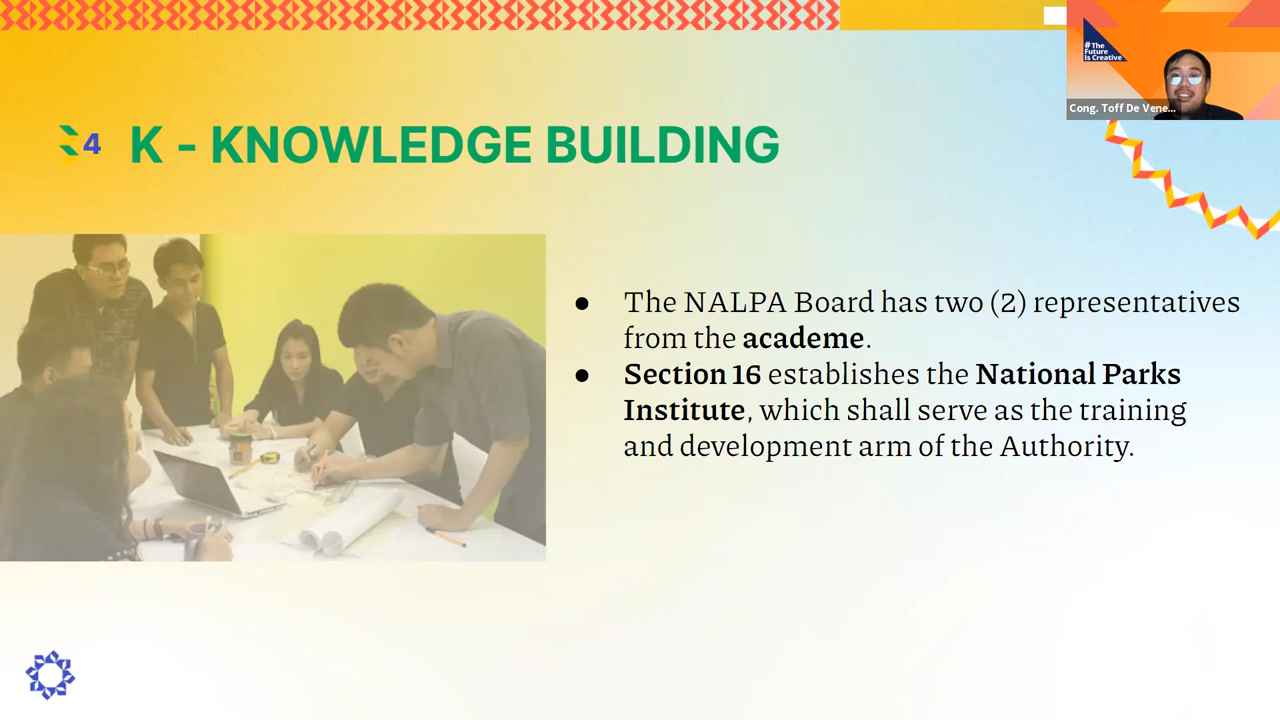 #The
Future
Is Creative
Cong. Toff De Vene...
4 K - KNOWLEDGE BUILDING
● The NALPA Board has two (2) representatives
from the academe.
● Section 16 establishes the National Parks
Institute, which shall serve as the training
and development arm of the Authority.